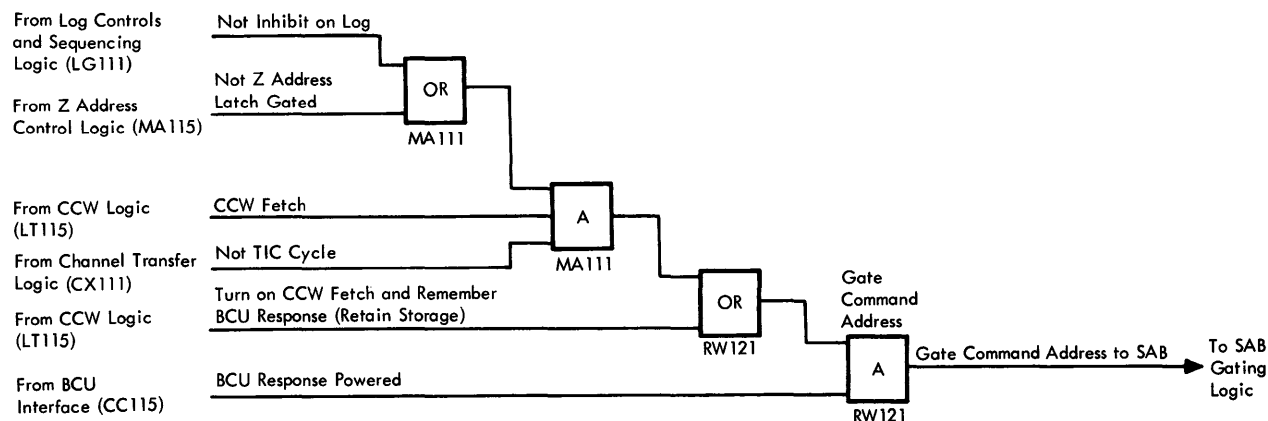 From Log Controls
and Sequencing
Logic (LG111)
Not Inhibit on Log
From Z Address
Control Logic (MA115)
Not Z Address
Latch Gated
OR
MA111
From CCW Logic
(LT115)
CCW Fetch
From Channel Transfer
Logic (CX111)
Not TIC Cycle
A
MA111
From CCW Logic
(LT115)
Turn on CCW Fetch and Remember
BCU Response (Retain Storage)
OR
RW121
From BCU
Interface (CC115)
BCU Response Powered
Gate
Command
Address
A
RW121
Gate Command Address to SAB
To SAB
Gating
Logic